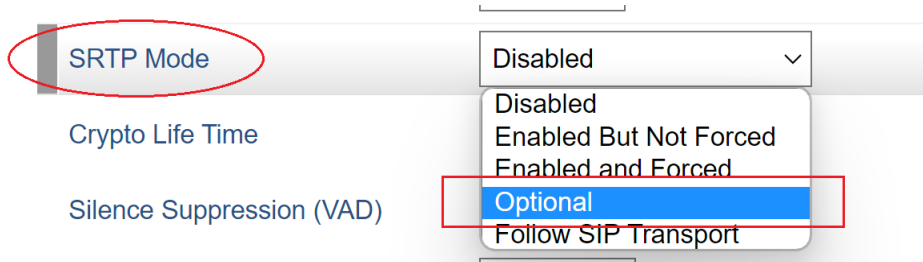 SRTP Mode
Disabled
Disabled
Enabled But Not Forced
Crypto Life Time
Enabled and Forced
Optional
Silence Suppression (VAD)
Follow SIP Transport